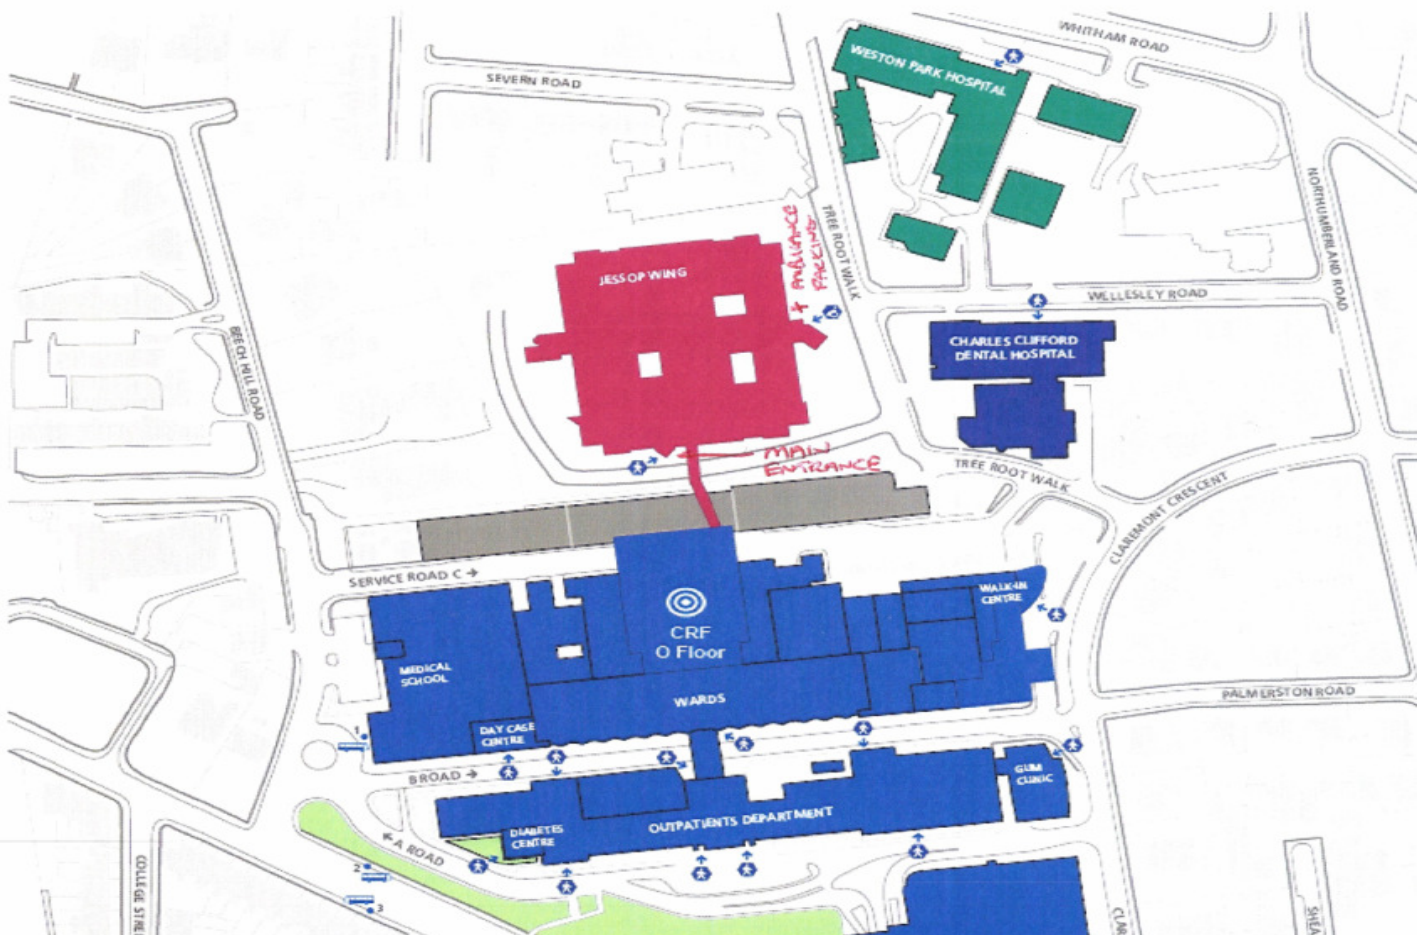 WHITHAM ROAD
WESTON PARK HOSPITAL
SEVERN ROAD
NORTHUMBERLAND ROAD
TREE ROOT WALK
AMBULANCE
PARKING
JESSOP WING
WELLESLEY ROAD
BEECH HILL ROAD
CHARLES CLIFFORD
DENTAL HOSPITAL
MAIN
ENTRANCE
TREE ROOT WALK
CLAREMONT CRESCENT
SERVICE ROAD C →
WALK-IN
CENTRE
CRF
O Floor
MEDICAL
SCHOOL
WARDS
PALMERSTON ROAD
DAY CASE
CENTRE
1
B ROAD →
GUM
CLINIC
OUTPATIENTS DEPARTMENT
DIABETES
CENTRE
A ROAD
2
3
COLLEGE STRE
CLAR
SHEA